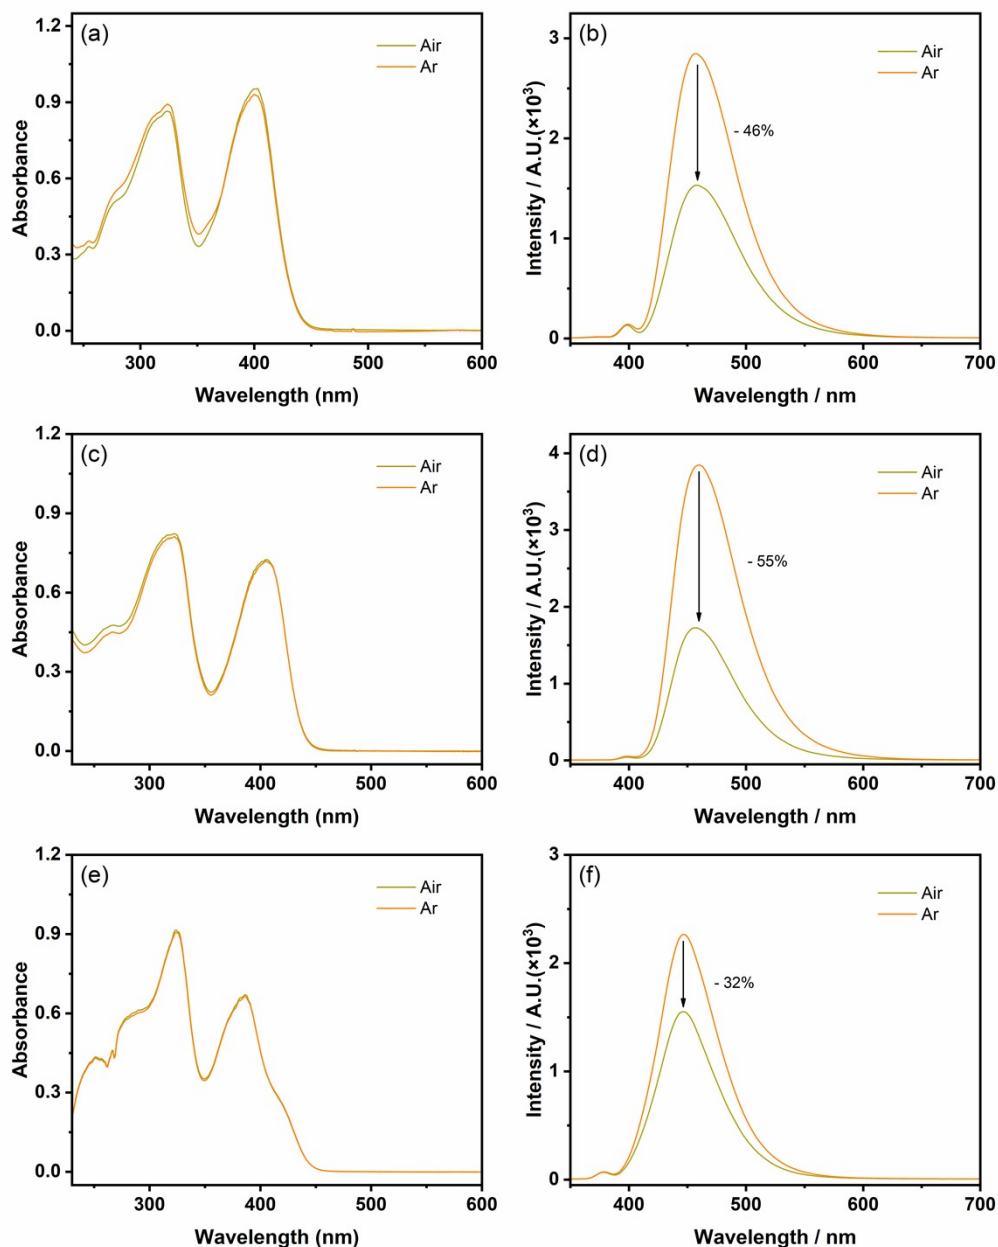 (a)
Air
Ar
1.2
0.9
0.6
0.3
0.0
Absorbance
300 400 500 600
Wavelength (nm)
(b)
Air
Ar
- 46%
3
2
1
0
Intensity / A.U.(×10³)
400 500 600 700
Wavelength / nm
(c)
Air
Ar
1.2
0.9
0.6
0.3
0.0
Absorbance
300 400 500 600
Wavelength (nm)
(d)
Air
Ar
- 55%
4
3
2
1
0
Intensity / A.U.(×10³)
400 500 600 700
Wavelength / nm
(e)
Air
Ar
1.2
0.9
0.6
0.3
0.0
Absorbance
300 400 500 600
Wavelength (nm)
(f)
Air
Ar
- 32%
3
2
1
0
Intensity / A.U.(×10³)
400 500 600 700
Wavelength / nm